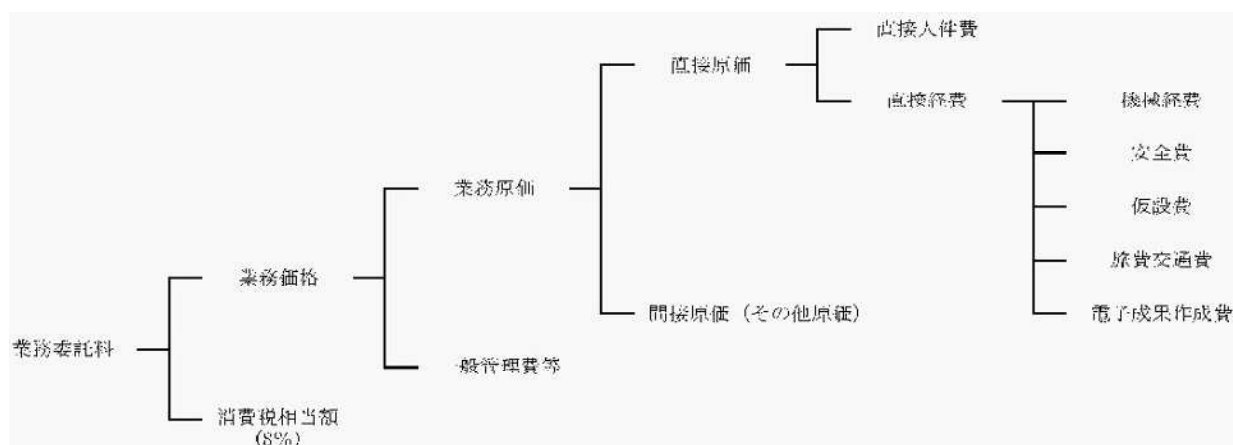 直接人件費
直接原価
直接経費
機械経費
安全費
業務原価
仮設費
旅費交通費
業務価格
間接原価（その他原価）
電子成果作成費
業務委託料
一般管理費等
消費税相当額
(8%)